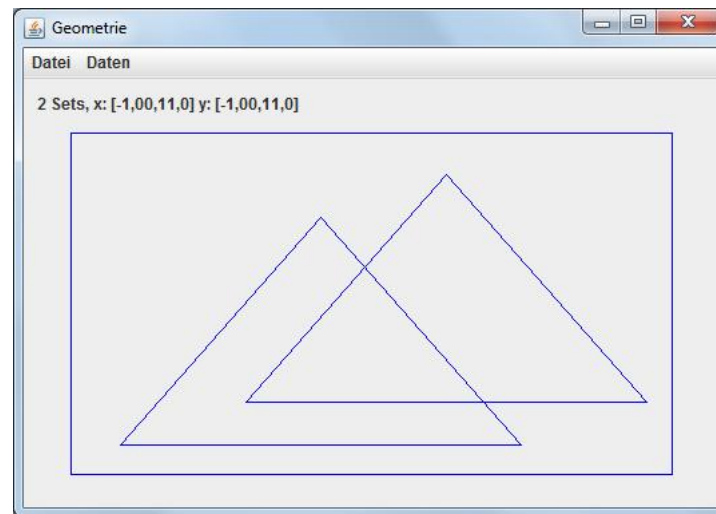 Geometrie
Datei Daten
2 Sets, x: [-1,00,11,0] y: [-1,00,11,0]